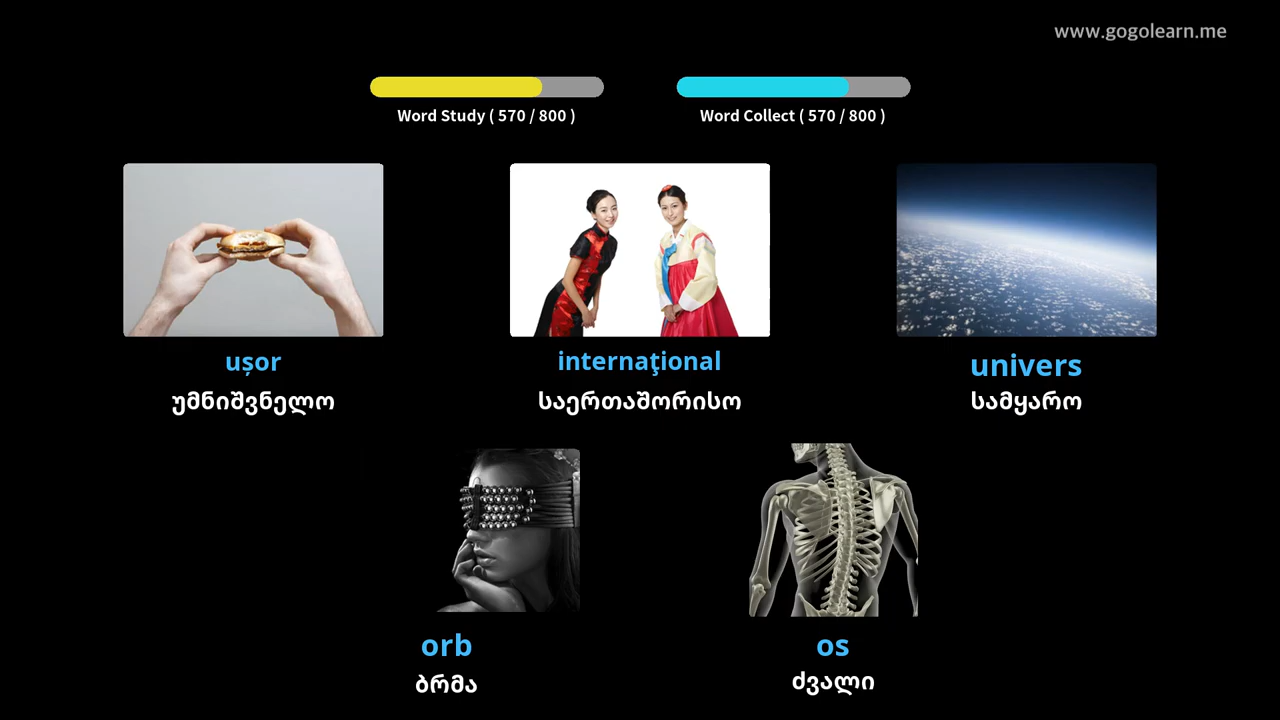 www.gogolearn.me
Word Study ( 570 / 800 )
Word Collect ( 570 / 800 )
ușor
internaţional
univers
უმნიშვნელო
საერთაშორისო
სამყარო
orb
os
ბრმა
ძვალი